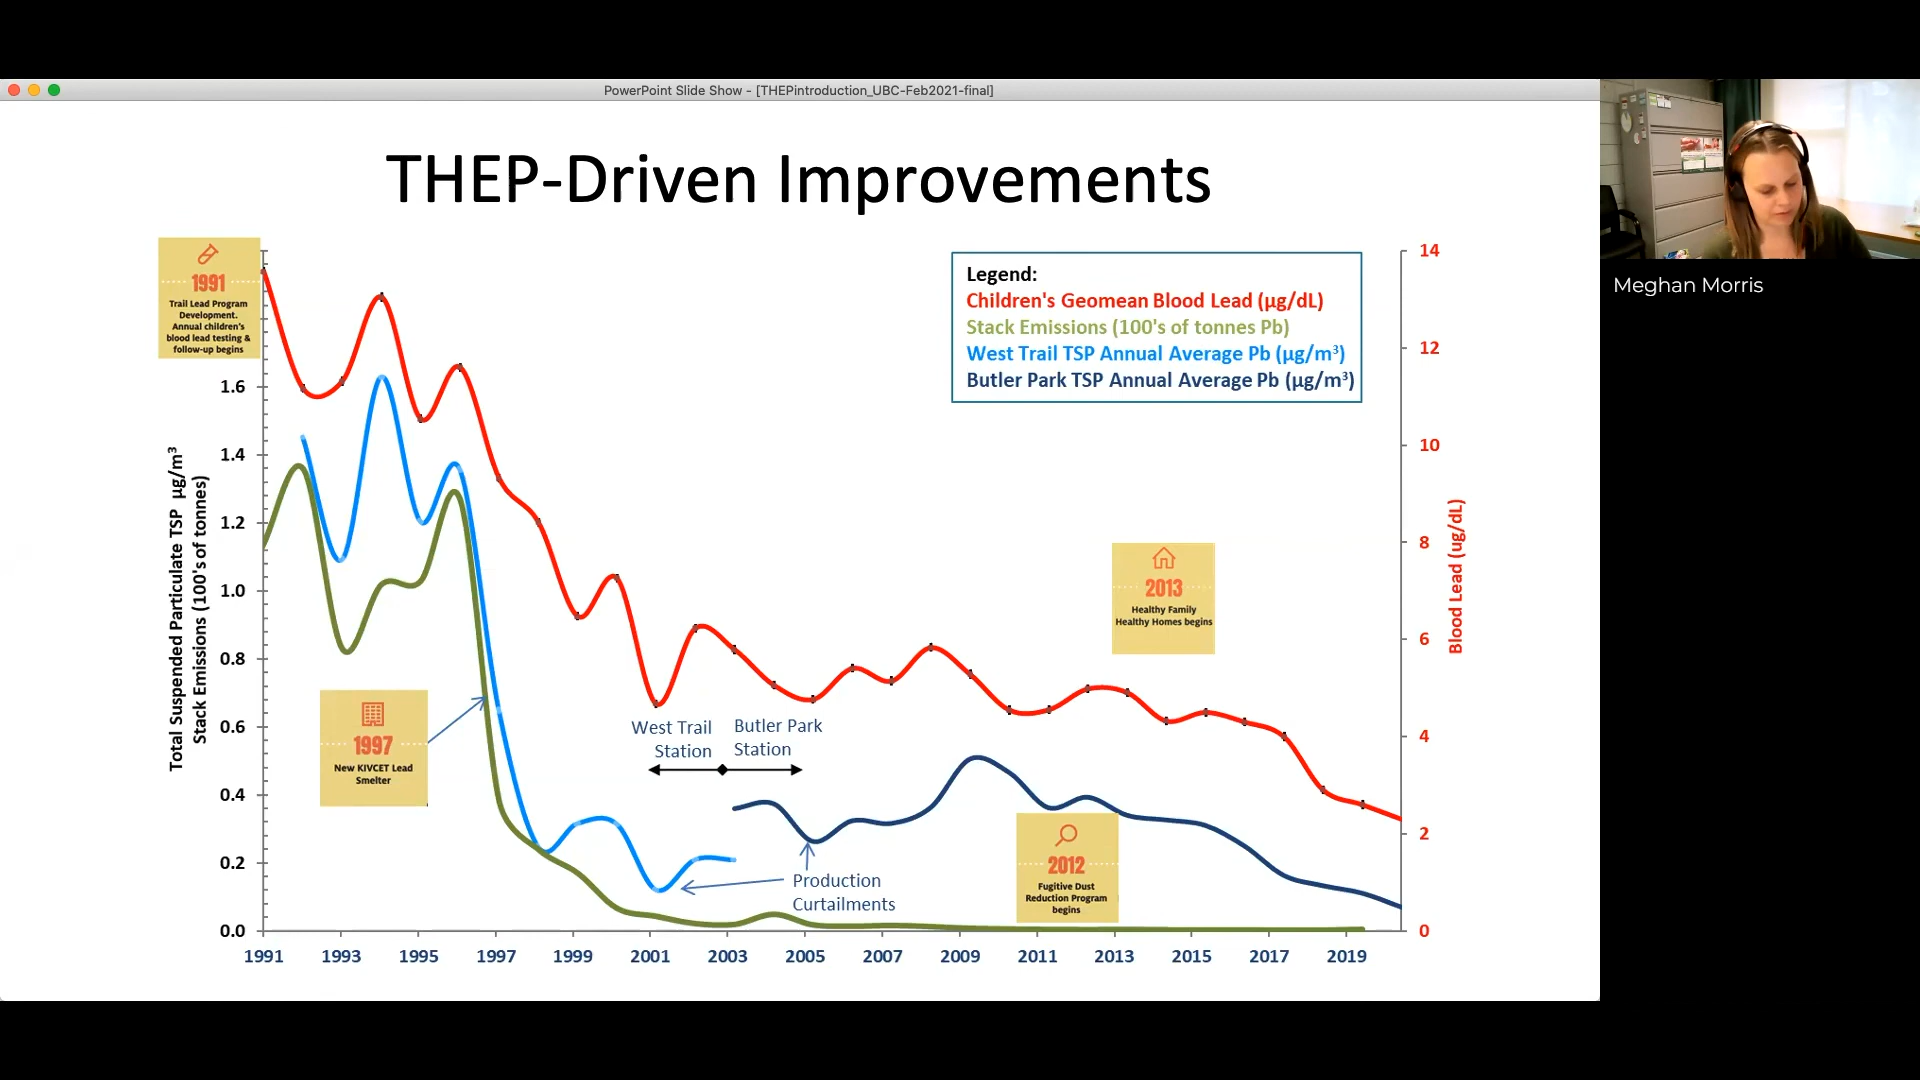 PowerPoint Slide Show - [THEPintroduction_UBC-Feb2021-final]
THEP-Driven Improvements
1991
Trail Lead Program
Development.
Annual children's
blood lead testing &
follow-up begins
Legend:
Children's Geomean Blood Lead (µg/dL)
Stack Emissions (100's of tonnes Pb)
West Trail TSP Annual Average Pb (µg/m³)
Butler Park TSP Annual Average Pb (µg/m³)
Total Suspended Particulate TSP µg/m³
Stack Emissions (100's of tonnes)
1.6
1.4
1.2
1.0
0.8
0.6
0.4
0.2
0.0
1997
New KIVCET Lead
Smelter
West Trail
Station
Butler Park
Station
Production
Curtailments
2012
Fugitive Dust
Reduction Program
begins
2013
Healthy Family
Healthy Homes begins
14
12
10
8
6
4
2
0
Blood Lead (ug/dL)
1991 1993 1995 1997 1999 2001 2003 2005 2007 2009 2011 2013 2015 2017 2019
Meghan Morris